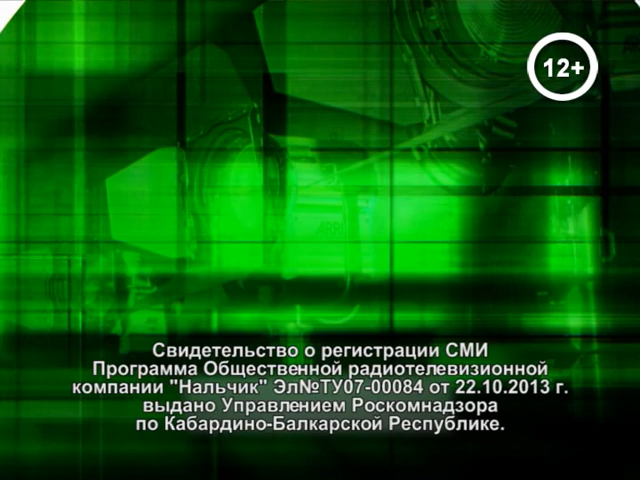 12+
ARRI
Свидетельство о регистрации СМИ
Программа Общественной радиотелевизионной
компании "Нальчик" Эл№ТУ07-00084 от 22.10.2013 г.
выдано Управлением Роскомнадзора
по Кабардино-Балкарской Республике.